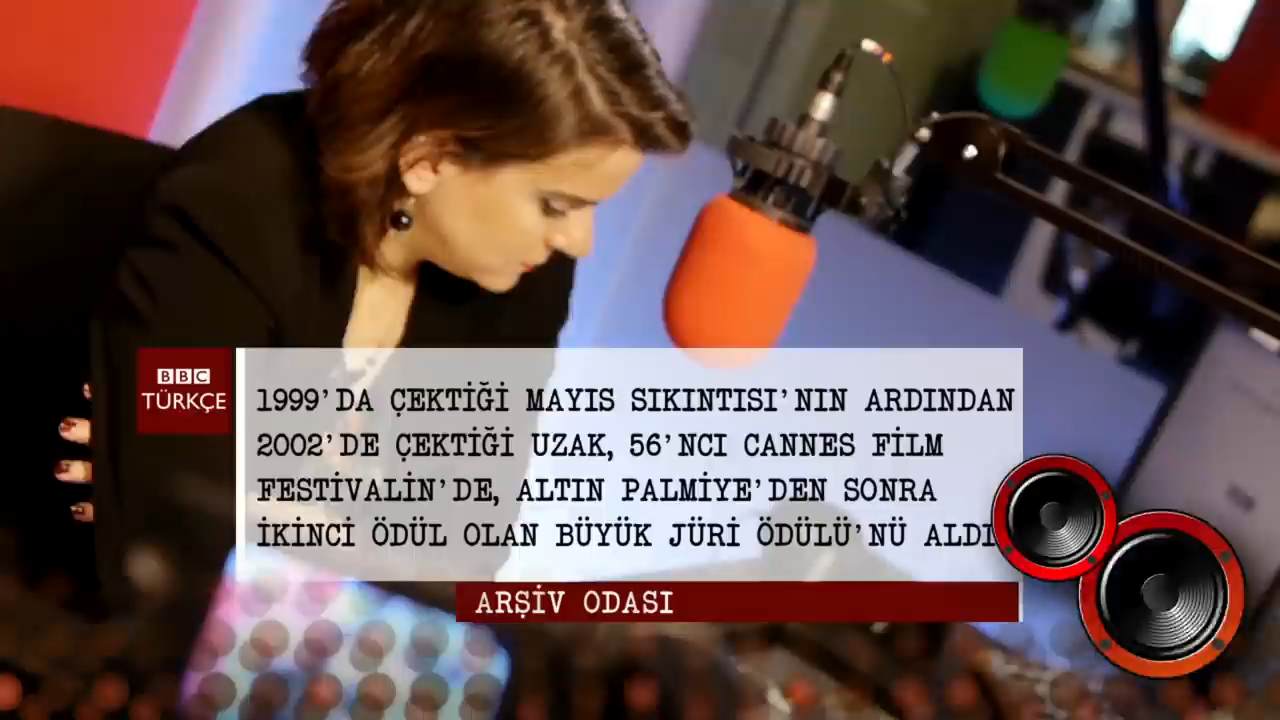 BBC
TÜRKÇE
1999'DA ÇEKTİĞİ MAYIS SIKINTISI'NIN ARDINDAN
2002'DE ÇEKTİĞİ UZAK, 56'NCI CANNES FİLM
FESTİVALİN'DE, ALTIN PALMİYE'DEN SONRA
İKİNCİ ÖDÜL OLAN BÜYÜK JÜRİ ÖDÜLÜ'NÜ ALDI
ARŞİV ODASI